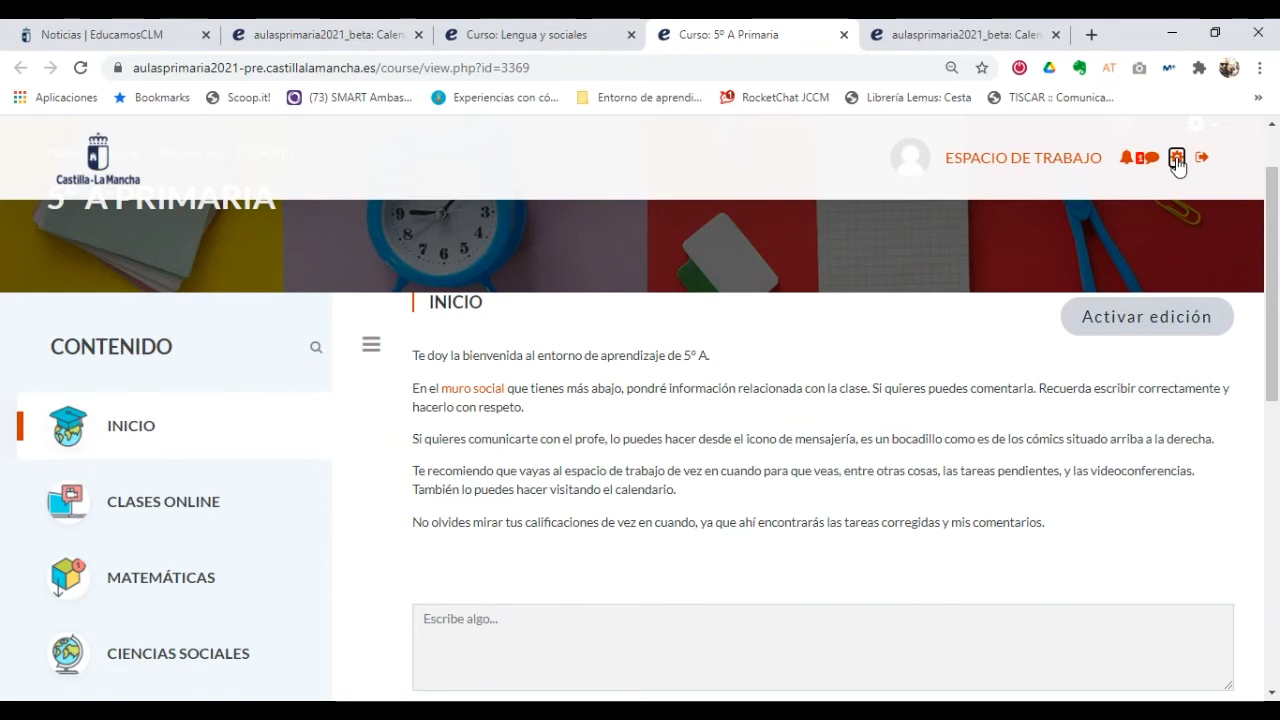 Noticias | EducamosCLM
aulasprimaria2021_beta: Calen
Curso: Lengua y sociales
Curso: 5º A Primaria
aulasprimaria2021_beta: Calen
aulasprimaria2021-pre.castillalamancha.es/course/view.php?id=3369
AT
Aplicaciones
Bookmarks
Scoop.it!
(73) SMART Ambas...
Experiencias con có...
Entorno de aprendi...
RocketChat JCCM
Librería Lemus: Cesta
TISCAR :: Comunica...
Castilla-La Mancha
ESPACIO DE TRABAJO
5º A PRIMARIA
CONTENIDO
INICIO
CLASES ONLINE
MATEMÁTICAS
CIENCIAS SOCIALES
INICIO
Activar edición
Te doy la bienvenida al entorno de aprendizaje de 5º A.
En el muro social que tienes más abajo, pondré información relacionada con la clase. Si quieres puedes comentarla. Recuerda escribir correctamente y
hacerlo con respeto.
Si quieres comunicarte con el profe, lo puedes hacer desde el icono de mensajería, es un bocadillo como es de los cómics situado arriba a la derecha.
Te recomiendo que vayas al espacio de trabajo de vez en cuando para que veas, entre otras cosas, las tareas pendientes, y las videoconferencias.
También lo puedes hacer visitando el calendario.
No olvides mirar tus calificaciones de vez en cuando, ya que ahí encontrarás las tareas corregidas y mis comentarios.
Escribe algo...